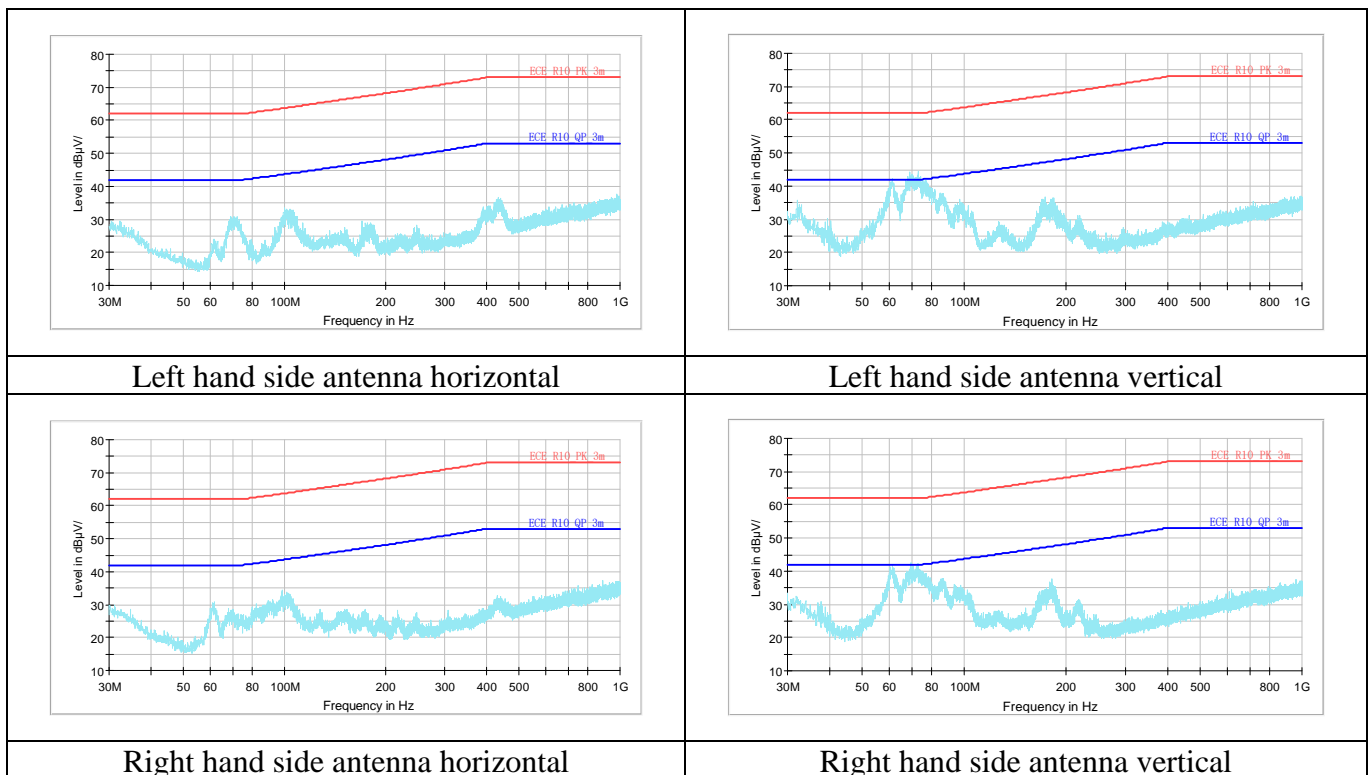 80
70
60
50
40
30
20
10
Level in dBµV/
ECE R10 PK 3m
ECE R10 QP 3m
30M 50 60 80 100M 200 300 400 500 800 1G
Frequency in Hz
80
70
60
50
40
30
20
10
Level in dBµV/
ECE R10 PK 3m
ECE R10 QP 3m
30M 50 60 80 100M 200 300 400 500 800 1G
Frequency in Hz
Left hand side antenna horizontal
Left hand side antenna vertical
80
70
60
50
40
30
20
10
Level in dBµV/
ECE R10 PK 3m
ECE R10 QP 3m
30M 50 60 80 100M 200 300 400 500 800 1G
Frequency in Hz
80
70
60
50
40
30
20
10
Level in dBµV/
ECE R10 PK 3m
ECE R10 QP 3m
30M 50 60 80 100M 200 300 400 500 800 1G
Frequency in Hz
Right hand side antenna horizontal
Right hand side antenna vertical